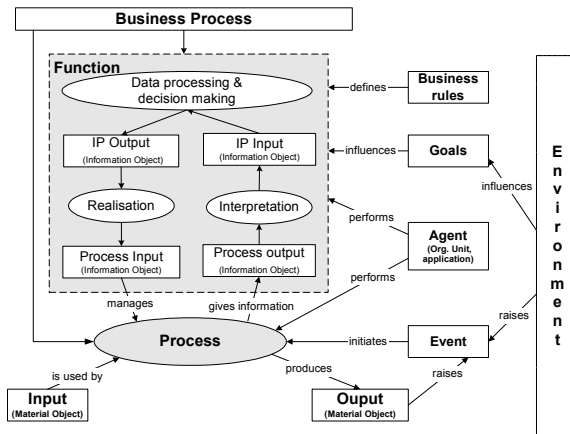 Business Process
Function
Data processing &
decision making
defines
Business
rules
IP Output
(Information Object)
IP Input
(Information Object)
influences
Goals
Environment
influences
Realisation
Interpretation
performs
Agent
(Org. Unit,
application)
Process Input
(Information Object)
Process output
(Information Object)
performs
manages
gives information
raises
Process
initiates
Event
is used by
produces
raises
Input
(Material Object)
Ouput
(Material Object)